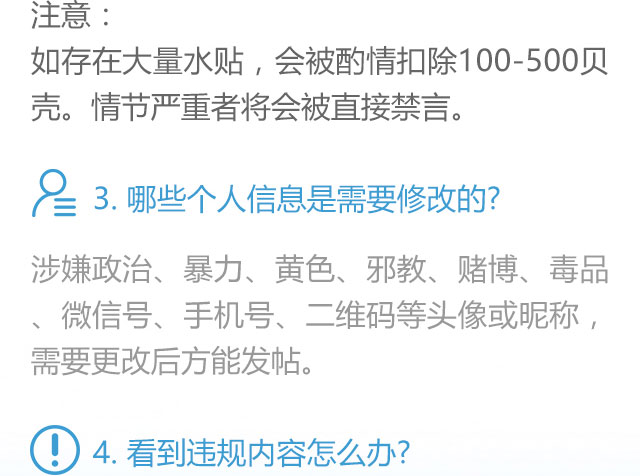 注意：
如存在大量水贴，会被酌情扣除100-500贝
壳。情节严重者将会被直接禁言。
3. 哪些个人信息是需要修改的?
涉嫌政治、暴力、黄色、邪教、赌博、毒品
、微信号、手机号、二维码等头像或昵称，
需要更改后方能发帖。
4. 看到违规内容怎么办?